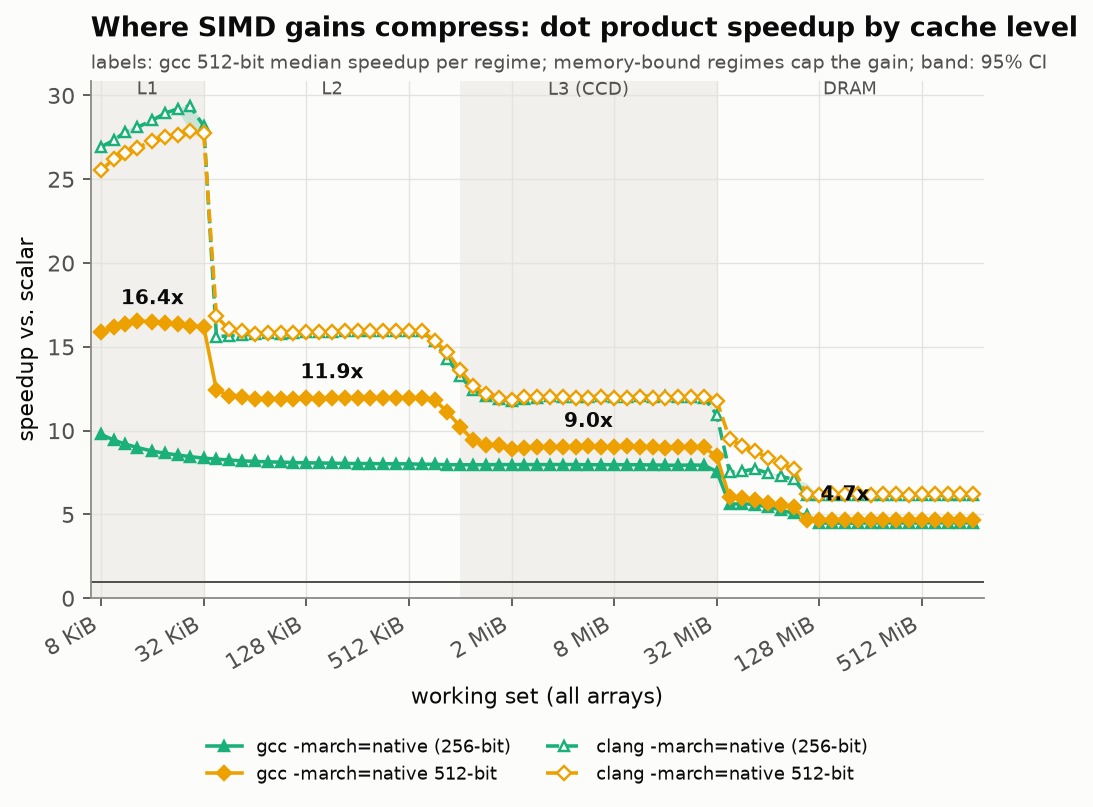 Where SIMD gains compress: dot product speedup by cache level
labels: gcc 512-bit median speedup per regime; memory-bound regimes cap the gain; band: 95% CI
L1
L2
L3 (CCD)
DRAM
30
25
20
15
10
5
0
speedup vs. scalar
16.4x
11.9x
9.0x
4.7x
8 KiB
32 KiB
128 KiB
512 KiB
2 MiB
8 MiB
32 MiB
128 MiB
512 MiB
working set (all arrays)
gcc -march=native (256-bit)
clang -march=native (256-bit)
gcc -march=native 512-bit
clang -march=native 512-bit